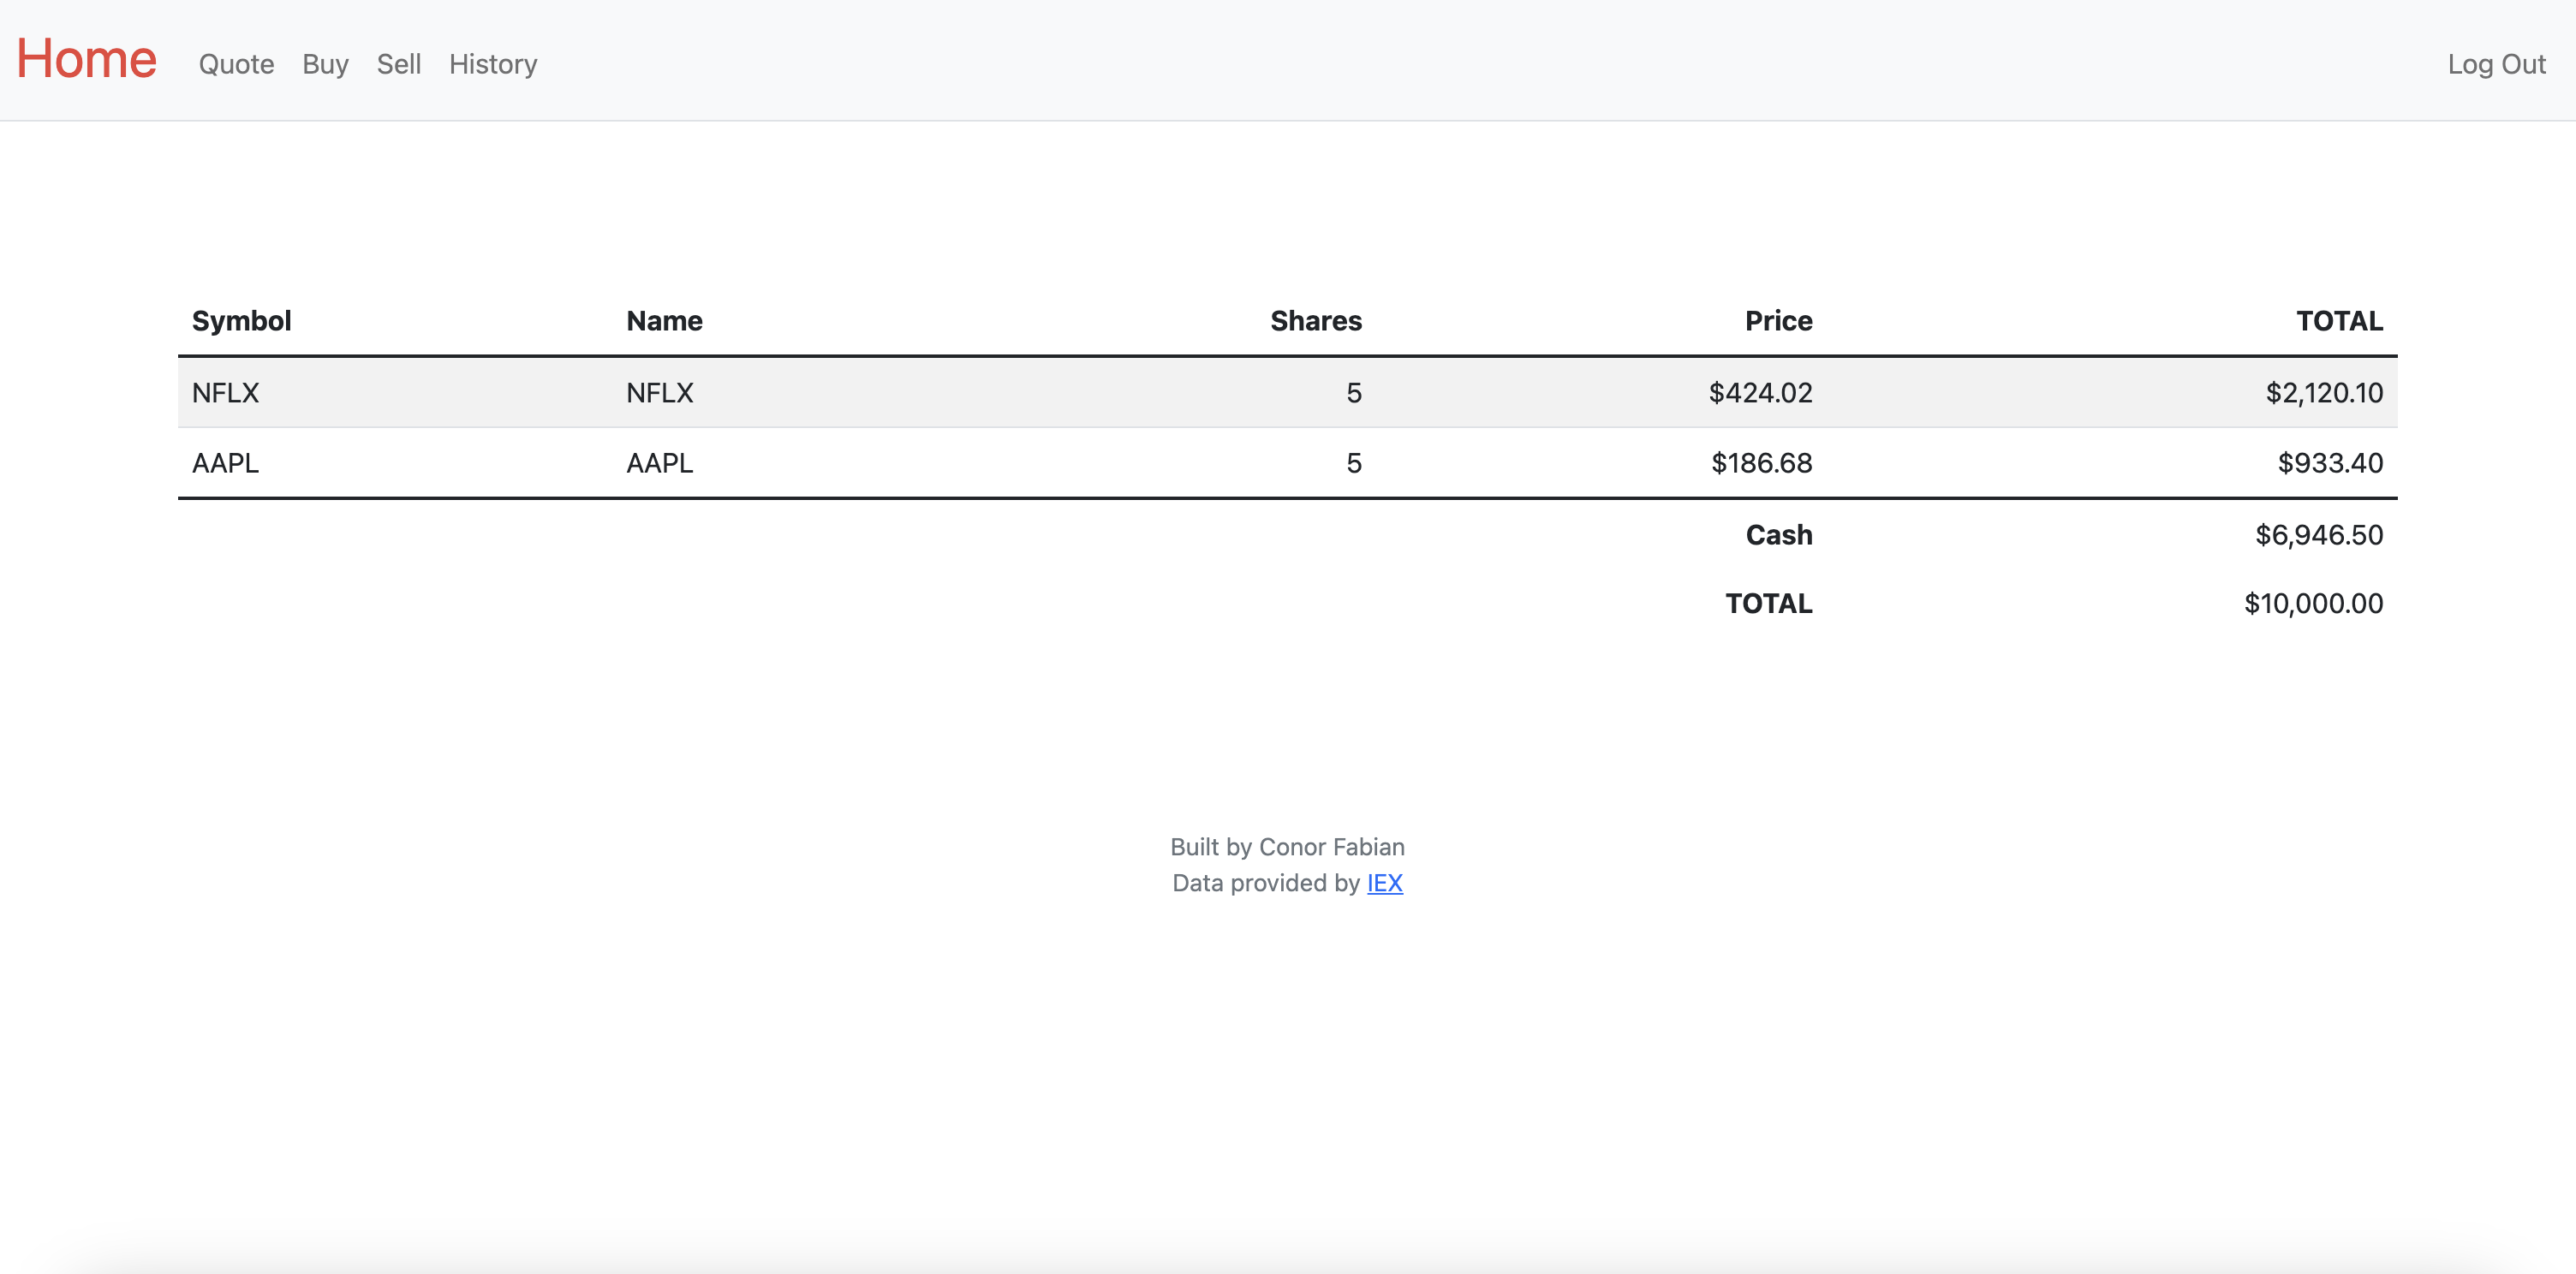 Home Quote Buy Sell History Log Out
Symbol Name Shares Price TOTAL
NFLX NFLX 5 $424.02 $2,120.10
AAPL AAPL 5 $186.68 $933.40
Cash $6,946.50
TOTAL $10,000.00
Built by Conor Fabian
Data provided by IEX